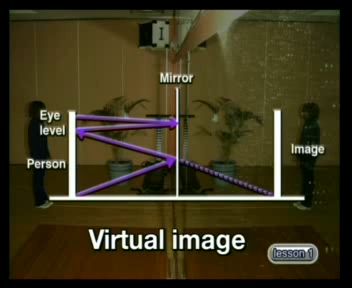 Mirror
Eye
level
Person
Image
Virtual image
lesson 1